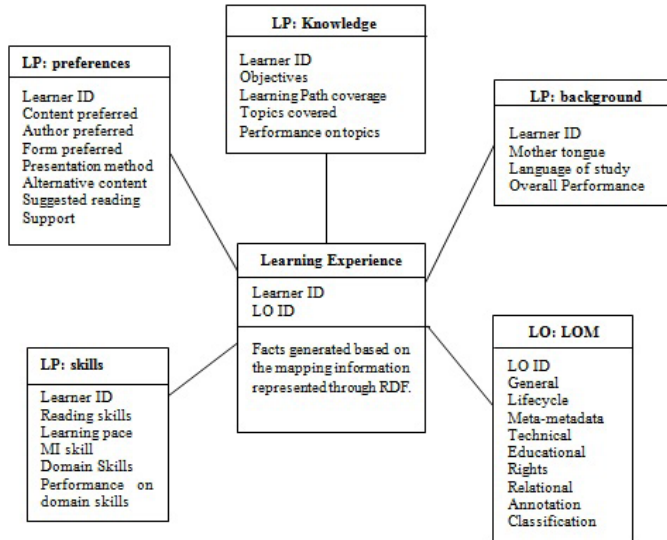 LP: Knowledge
Learner ID
Objectives
Learning Path coverage
Topics covered
Performance on topics
LP: preferences
Learner ID
Content preferred
Author preferred
Form preferred
Presentation method
Alternative content
Suggested reading
Support
LP: background
Learner ID
Mother tongue
Language of study
Overall Performance
Learning Experience
Learner ID
LO ID
Facts generated based on
the mapping information
represented through RDF.
LP: skills
Learner ID
Reading skills
Learning pace
MI skill
Domain Skills
Performance on
domain skills
LO: LOM
LO ID
General
Lifecycle
Meta-metadata
Technical
Educational
Rights
Relational
Annotation
Classification